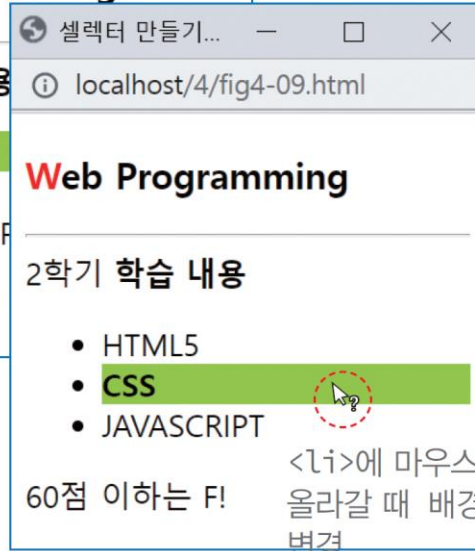 셀렉터 만들기...
localhost/4/fig4-09.html
Web Programming
2학기 학습 내용
HTML5
CSS
JAVASCRIPT
<li>에 마우스
올라갈 때 배경
변경
60점 이하는 F!